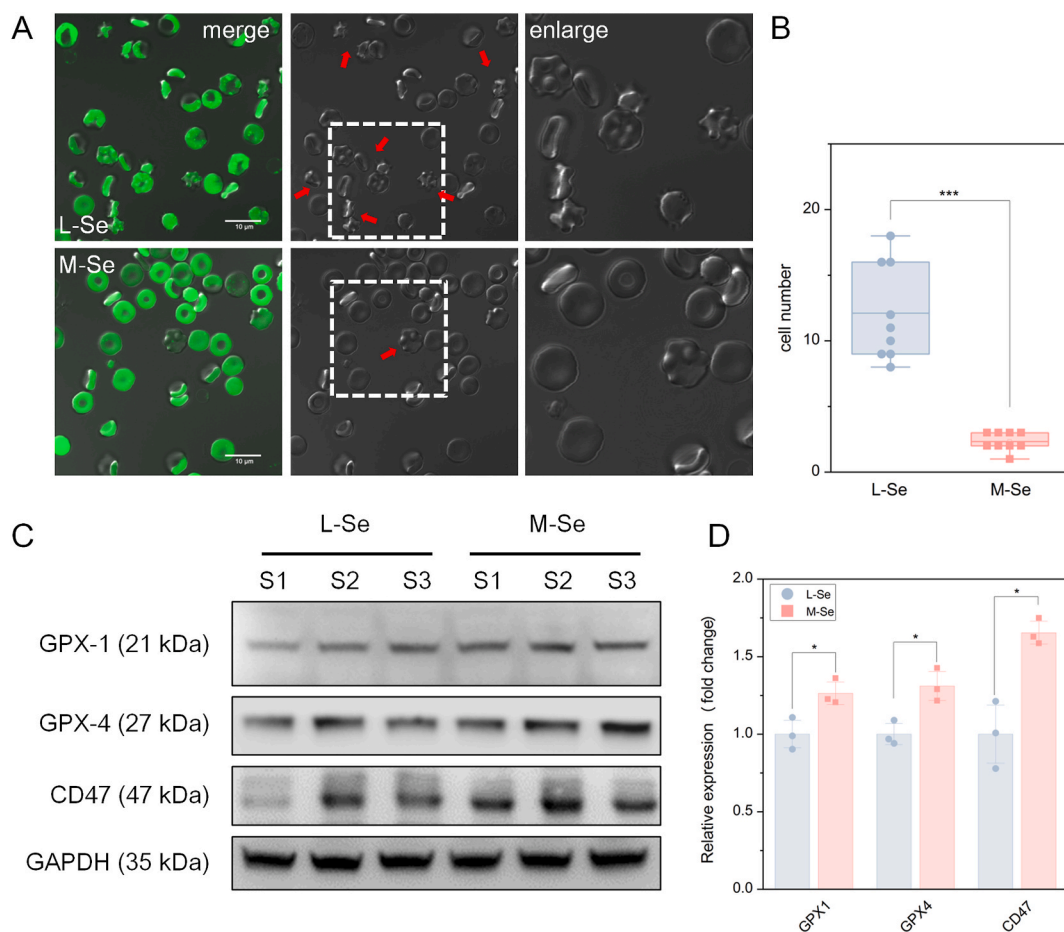 A
merge
enlarge
L-Se
10 μm
M-Se
10 μm
B
cell number
20
10
0
***
L-Se
M-Se
C
L-Se
M-Se
S1 S2 S3 S1 S2 S3
GPX-1 (21 kDa)
GPX-4 (27 kDa)
CD47 (47 kDa)
GAPDH (35 kDa)
D
Relative expression (fold change)
2.0
1.5
1.0
0.5
0.0
L-Se
M-Se
*
*
*
GPX1
GPX4
CD47